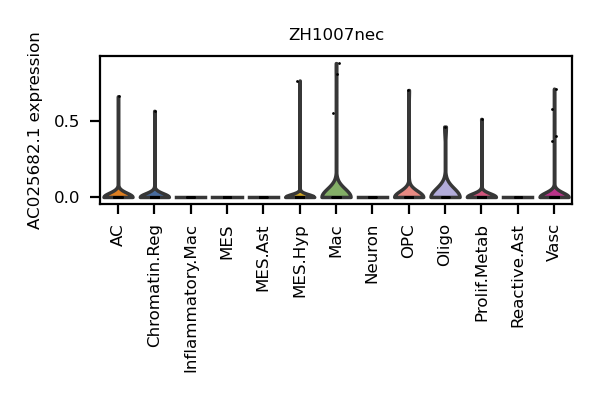 ZH1007nec
AC025682.1 expression
0.5
0.0
AC
Chromatin.Reg
Inflammatory.Mac
MES
MES.Ast
MES.Hyp
Mac
Neuron
OPC
Oligo
Prolif.Metab
Reactive.Ast
Vasc